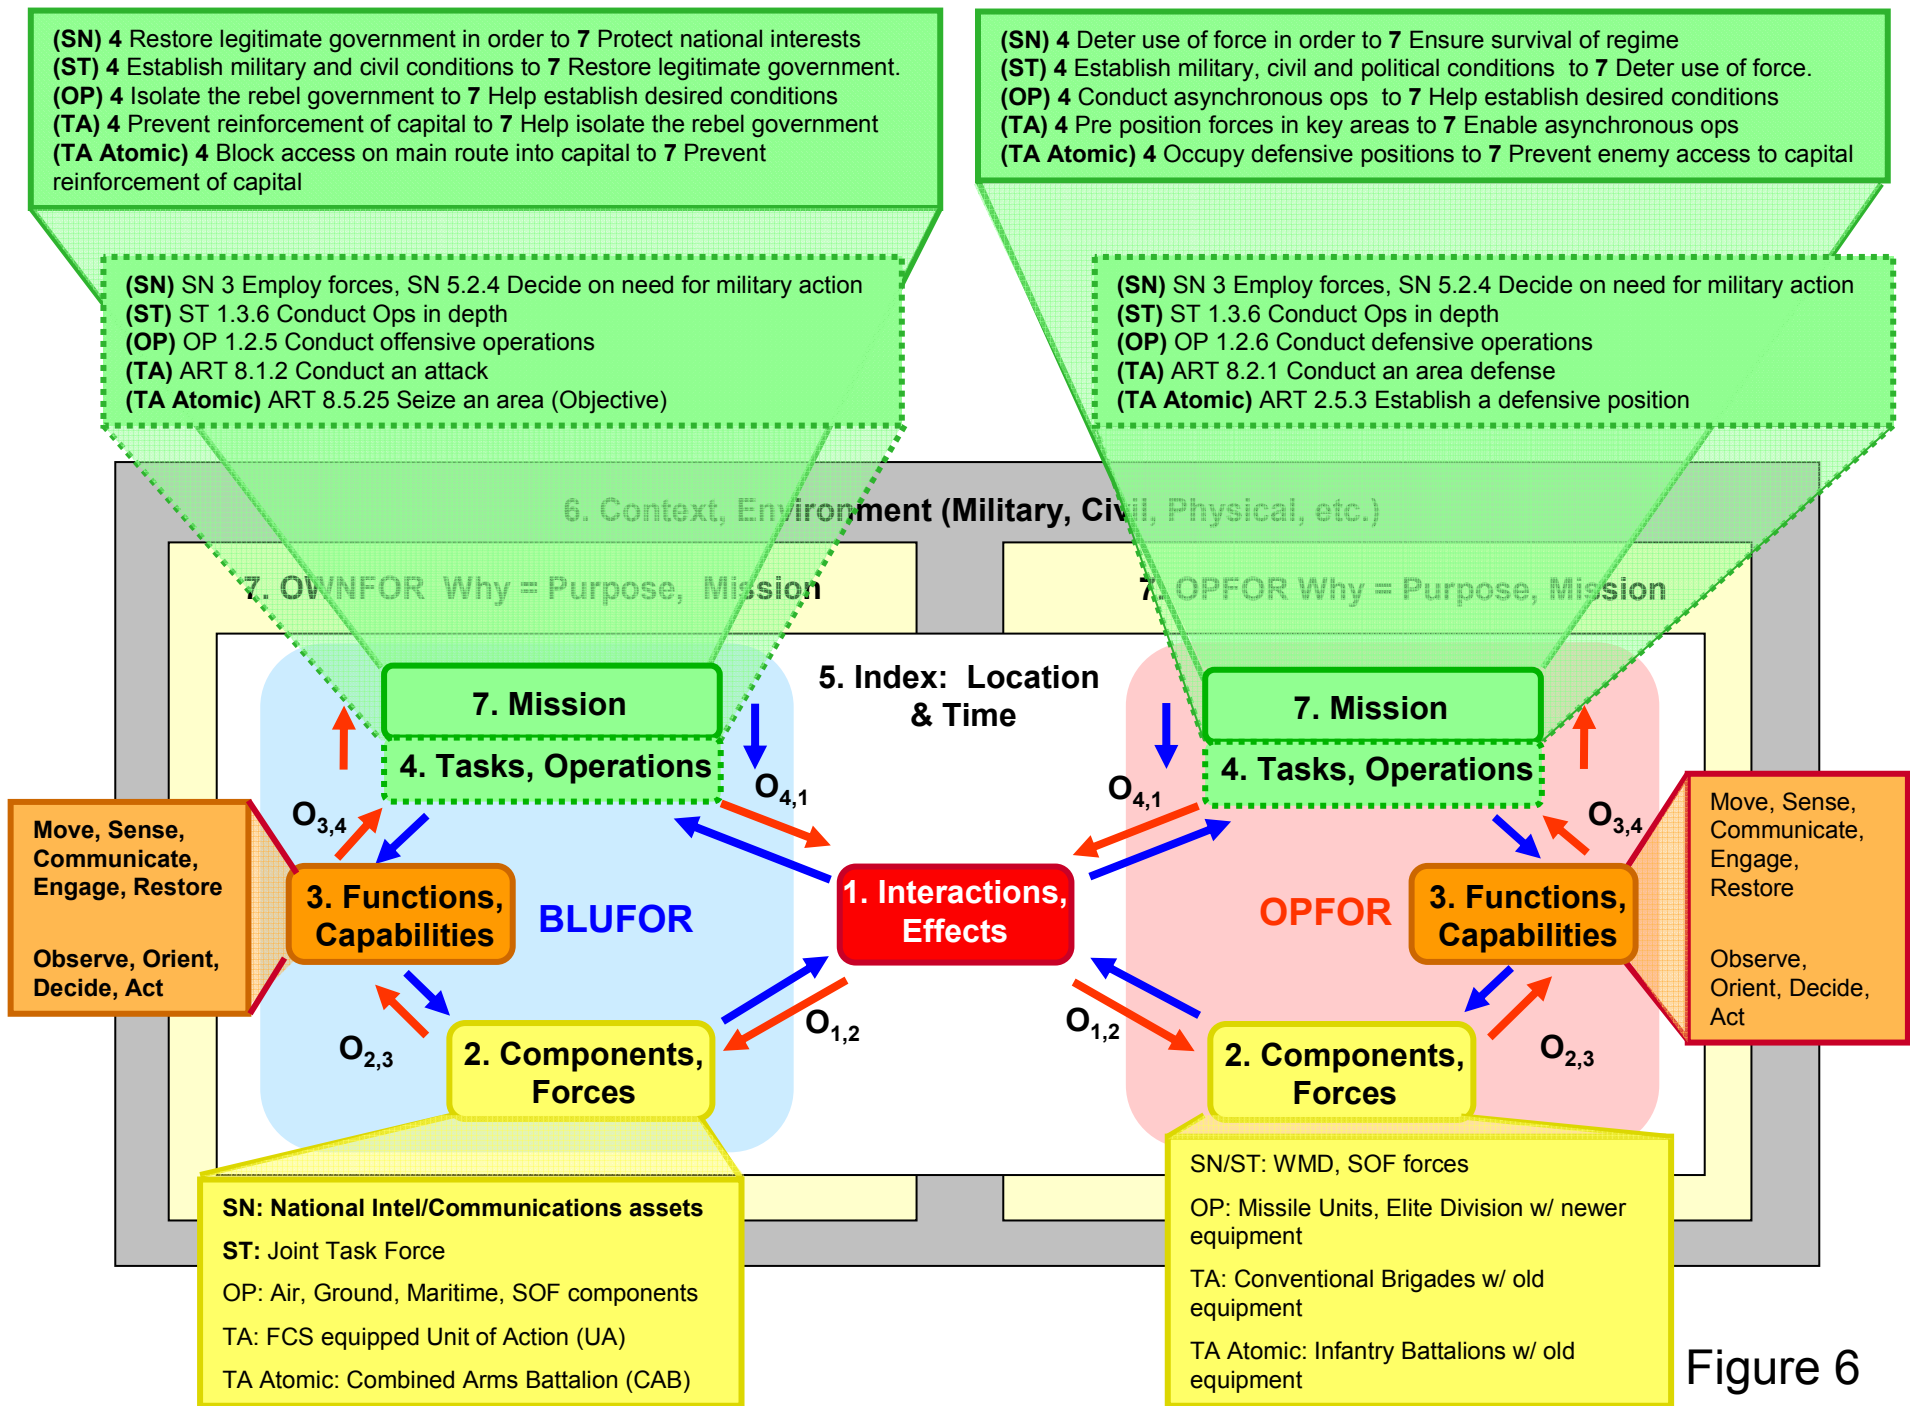 (SN) 4 Restore legitimate government in order to 7 Protect national interests
(ST) 4 Establish military and civil conditions to 7 Restore legitimate government.
(OP) 4 Isolate the rebel government to 7 Help establish desired conditions
(TA) 4 Prevent reinforcement of capital to 7 Help isolate the rebel government
(TA Atomic) 4 Block access on main route into capital to 7 Prevent
reinforcement of capital
(SN) 4 Deter use of force in order to 7 Ensure survival of regime
(ST) 4 Establish military, civil and political conditions to 7 Deter use of force.
(OP) 4 Conduct asynchronous ops to 7 Help establish desired conditions
(TA) 4 Pre position forces in key areas to 7 Enable asynchronous ops
(TA Atomic) 4 Occupy defensive positions to 7 Prevent enemy access to capital
(SN) SN 3 Employ forces, SN 5.2.4 Decide on need for military action
(ST) ST 1.3.6 Conduct Ops in depth
(OP) OP 1.2.5 Conduct offensive operations
(TA) ART 8.1.2 Conduct an attack
(TA Atomic) ART 8.5.25 Seize an area (Objective)
(SN) SN 3 Employ forces, SN 5.2.4 Decide on need for military action
(ST) ST 1.3.6 Conduct Ops in depth
(OP) OP 1.2.6 Conduct defensive operations
(TA) ART 8.2.1 Conduct an area defense
(TA Atomic) ART 2.5.3 Establish a defensive position
6. Context, Environment (Military, Civil, Physical, etc.)
7. OWNFOR Why = Purpose, Mission
7. OPFOR Why = Purpose, Mission
5. Index: Location
& Time
7. Mission
4. Tasks, Operations
7. Mission
4. Tasks, Operations
O4,1
O4,1
O3,4
O3,4
Move, Sense,
Communicate,
Engage, Restore
Observe, Orient,
Decide, Act
3. Functions,
Capabilities
BLUFOR
1. Interactions,
Effects
OPFOR
3. Functions,
Capabilities
Move, Sense,
Communicate,
Engage,
Restore
Observe,
Orient, Decide,
Act
O1,2
O1,2
O2,3
O2,3
2. Components,
Forces
2. Components,
Forces
SN: National Intel/Communications assets
ST: Joint Task Force
OP: Air, Ground, Maritime, SOF components
TA: FCS equipped Unit of Action (UA)
TA Atomic: Combined Arms Battalion (CAB)
SN/ST: WMD, SOF forces
OP: Missile Units, Elite Division w/ newer
equipment
TA: Conventional Brigades w/ old
equipment
TA Atomic: Infantry Battalions w/ old
equipment
Figure 6